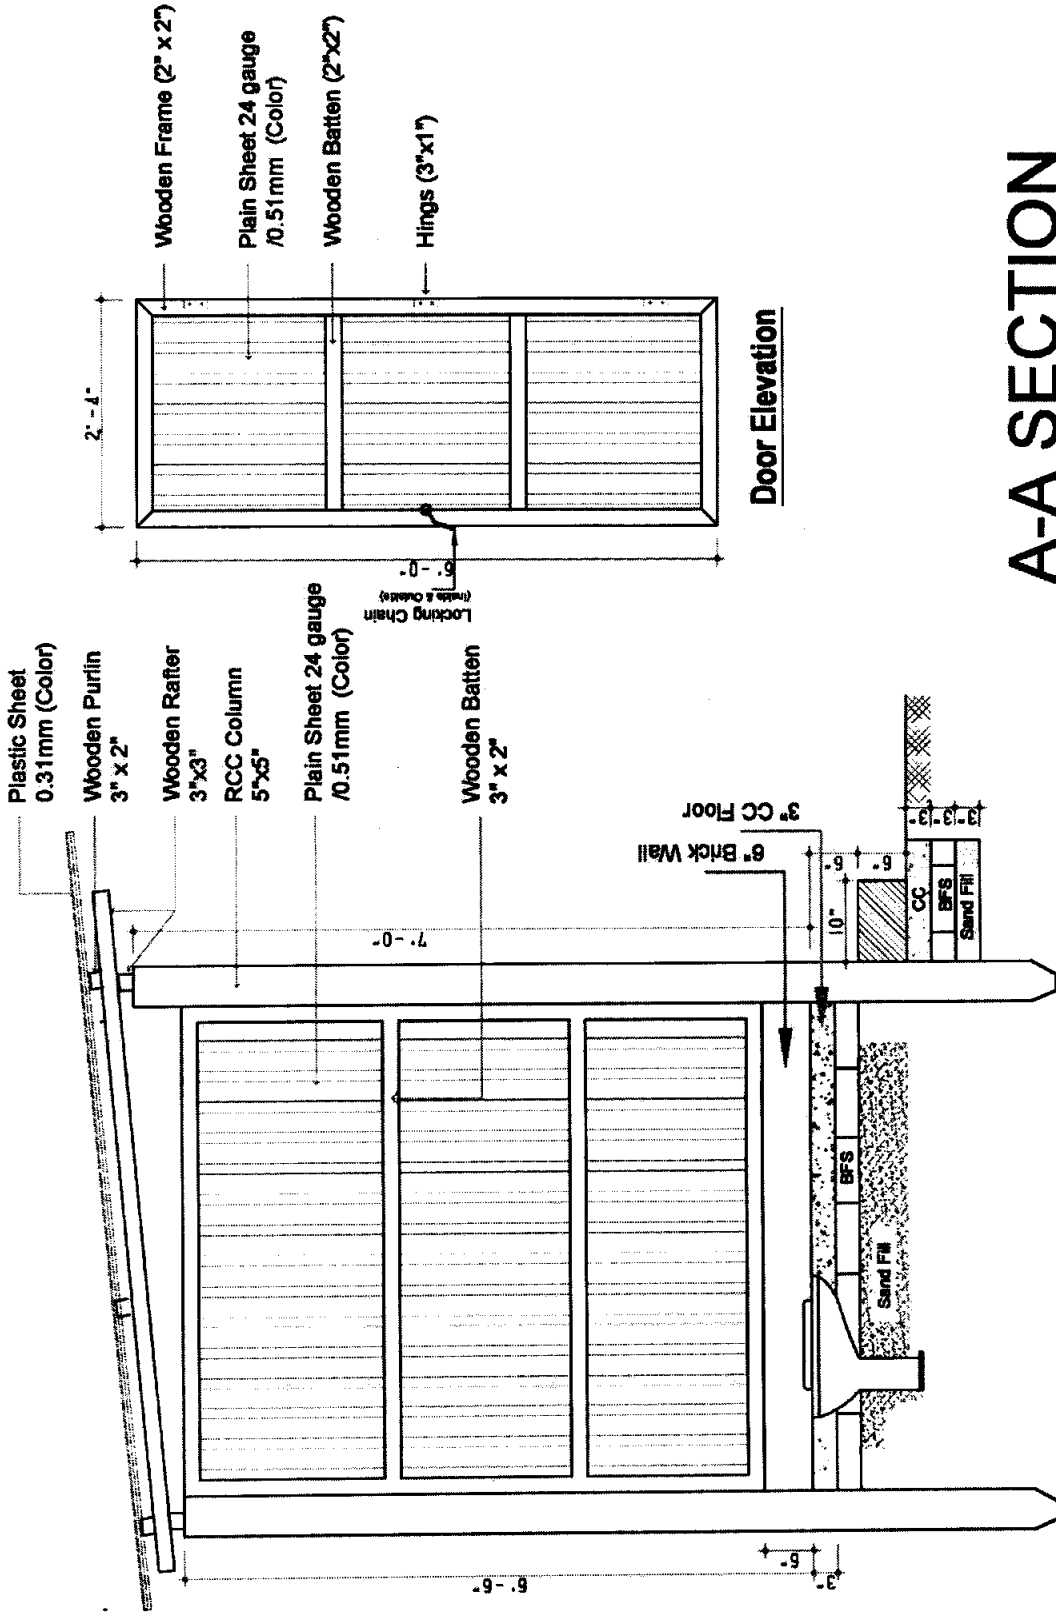 Plastic Sheet
0.31mm (Color)
Wooden Purlin
3" x 2"
Wooden Rafter
3"x3"
RCC Column
5"x5"
Plain Sheet 24 gauge
/0.51mm (Color)
Wooden Batten
3" x 2"
6'-6"
6"
3"
7'-0"
6" Brick Wall
3" CC Floor
6"
6"
10"
3"
3"
3"
CC
BFS
Sand Fill
BFS
Sand Fill
2'-4"
6'-0"
Locking Chain
(Inside & Outside)
Wooden Frame (2" x 2")
Plain Sheet 24 gauge
/0.51mm (Color)
Wooden Batten (2"x2")
Hings (3"x1")
Door Elevation
A-A SECTION